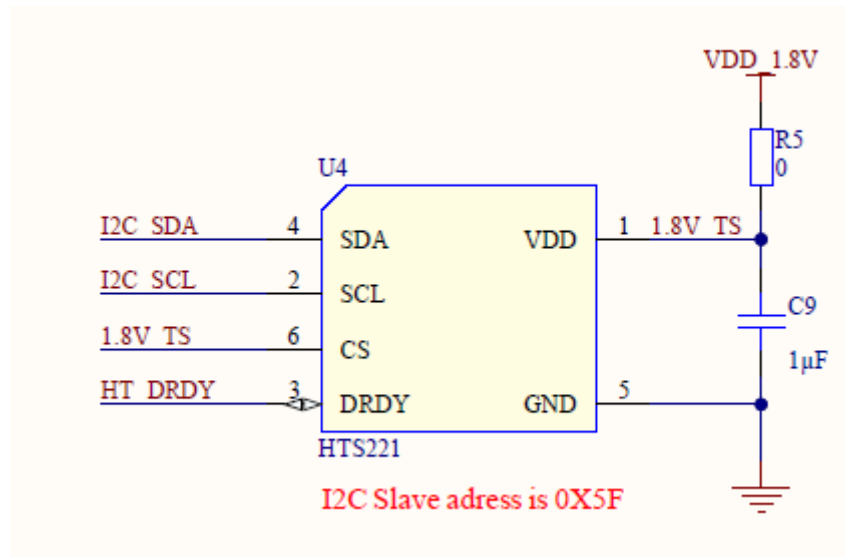 VDD_1.8V
R5
0
U4
I2C_SDA 4 SDA VDD 1 1.8V_TS
I2C_SCL 2 SCL
C9
1.8V_TS 6 CS
1µF
HT_DRDY 3 DRDY GND 5
HTS221
I2C Slave adress is 0X5F